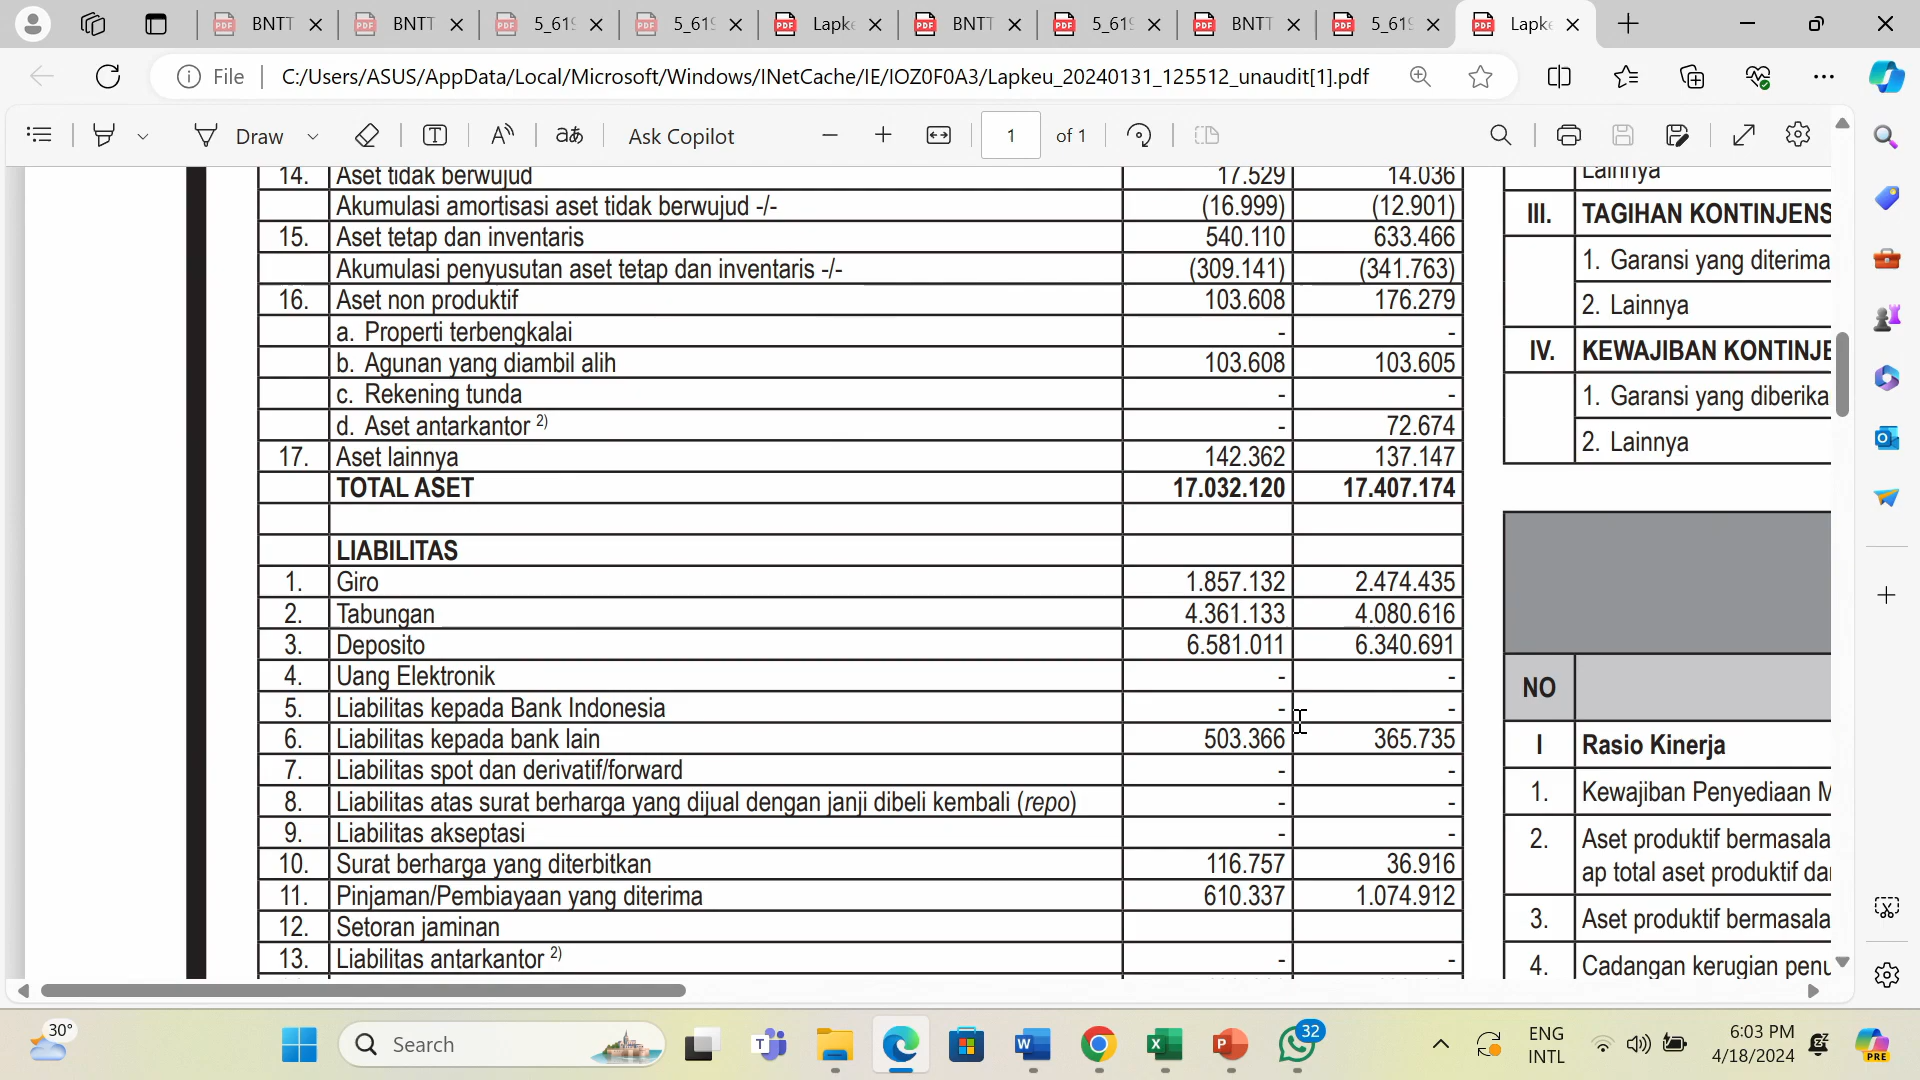 BNTT
BNTT
5_619
5_619
Lapke
BNTT
5_619
BNTT
5_619
Lapke
File
C:/Users/ASUS/AppData/Local/Microsoft/Windows/INetCache/IE/IOZ0F0A3/Lapkeu_20240131_125512_unaudit[1].pdf
Draw
Ask Copilot
1 of 1
14. Aset tidak berwujud 17.529 14.036
Akumulasi amortisasi aset tidak berwujud -/- (16.999) (12.901)
15. Aset tetap dan inventaris 540.110 633.466
Akumulasi penyusutan aset tetap dan inventaris -/- (309.141) (341.763)
16. Aset non produktif 103.608 176.279
a. Properti terbengkalai - -
b. Agunan yang diambil alih 103.608 103.605
c. Rekening tunda - -
d. Aset antarkantor 2) - 72.674
17. Aset lainnya 142.362 137.147
TOTAL ASET 17.032.120 17.407.174
LIABILITAS
1. Giro 1.857.132 2.474.435
2. Tabungan 4.361.133 4.080.616
3. Deposito 6.581.011 6.340.691
4. Uang Elektronik - -
5. Liabilitas kepada Bank Indonesia - -
6. Liabilitas kepada bank lain 503.366 365.735
7. Liabilitas spot dan derivatif/forward - -
8. Liabilitas atas surat berharga yang dijual dengan janji dibeli kembali (repo) - -
9. Liabilitas akseptasi - -
10. Surat berharga yang diterbitkan 116.757 36.916
11. Pinjaman/Pembiayaan yang diterima 610.337 1.074.912
12. Setoran jaminan
13. Liabilitas antarkantor 2) - -
Lainnya
III. TAGIHAN KONTINJENS
1. Garansi yang diterima
2. Lainnya
IV. KEWAJIBAN KONTINJE
1. Garansi yang diberika
2. Lainnya
NO
I Rasio Kinerja
1. Kewajiban Penyediaan M
2. Aset produktif bermasala
ap total aset produktif da
3. Aset produktif bermasala
4. Cadangan kerugian penu
30°
Search
32
ENG
INTL
6:03 PM
4/18/2024
PRE